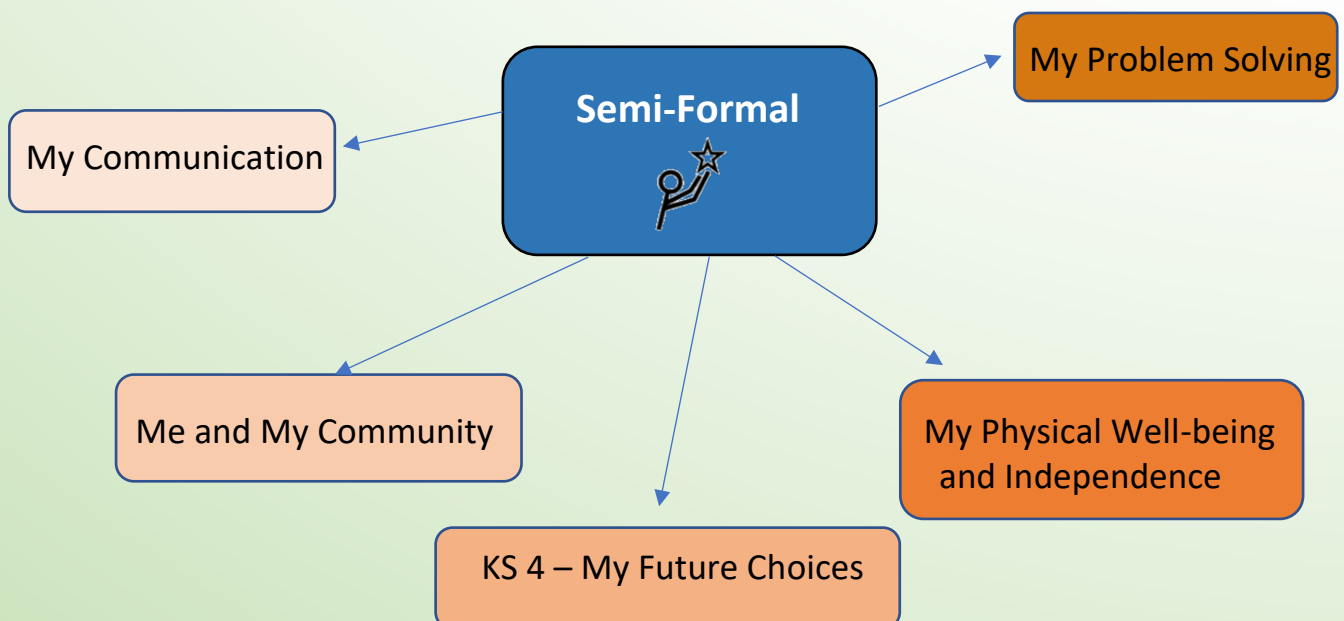 My Problem Solving
Semi-Formal
My Communication
Me and My Community
My Physical Well-being
and Independence
KS 4 – My Future Choices